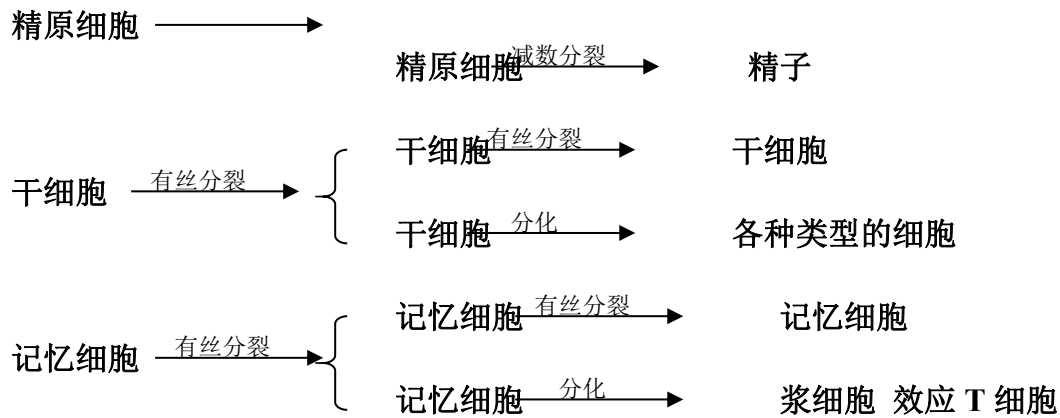 精原细胞
精原细胞 减数分裂 精子
干细胞 有丝分裂 干细胞
干细胞 有丝分裂
干细胞 分化 各种类型的细胞
记忆细胞 有丝分裂 记忆细胞
记忆细胞 有丝分裂
记忆细胞 分化 浆细胞 效应 T 细胞